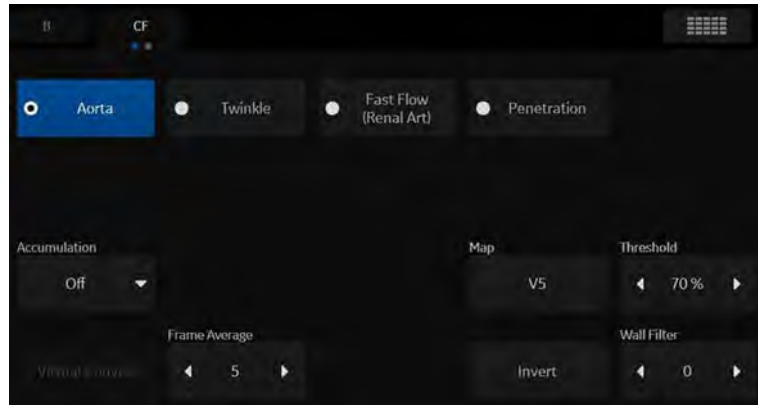 B
CF
Aorta
Twinkle
Fast Flow
(Renal Art)
Penetration
Accumulation
Map
Threshold
Off
V5
70 %
Frame Average
Wall Filter
5
Invert
0